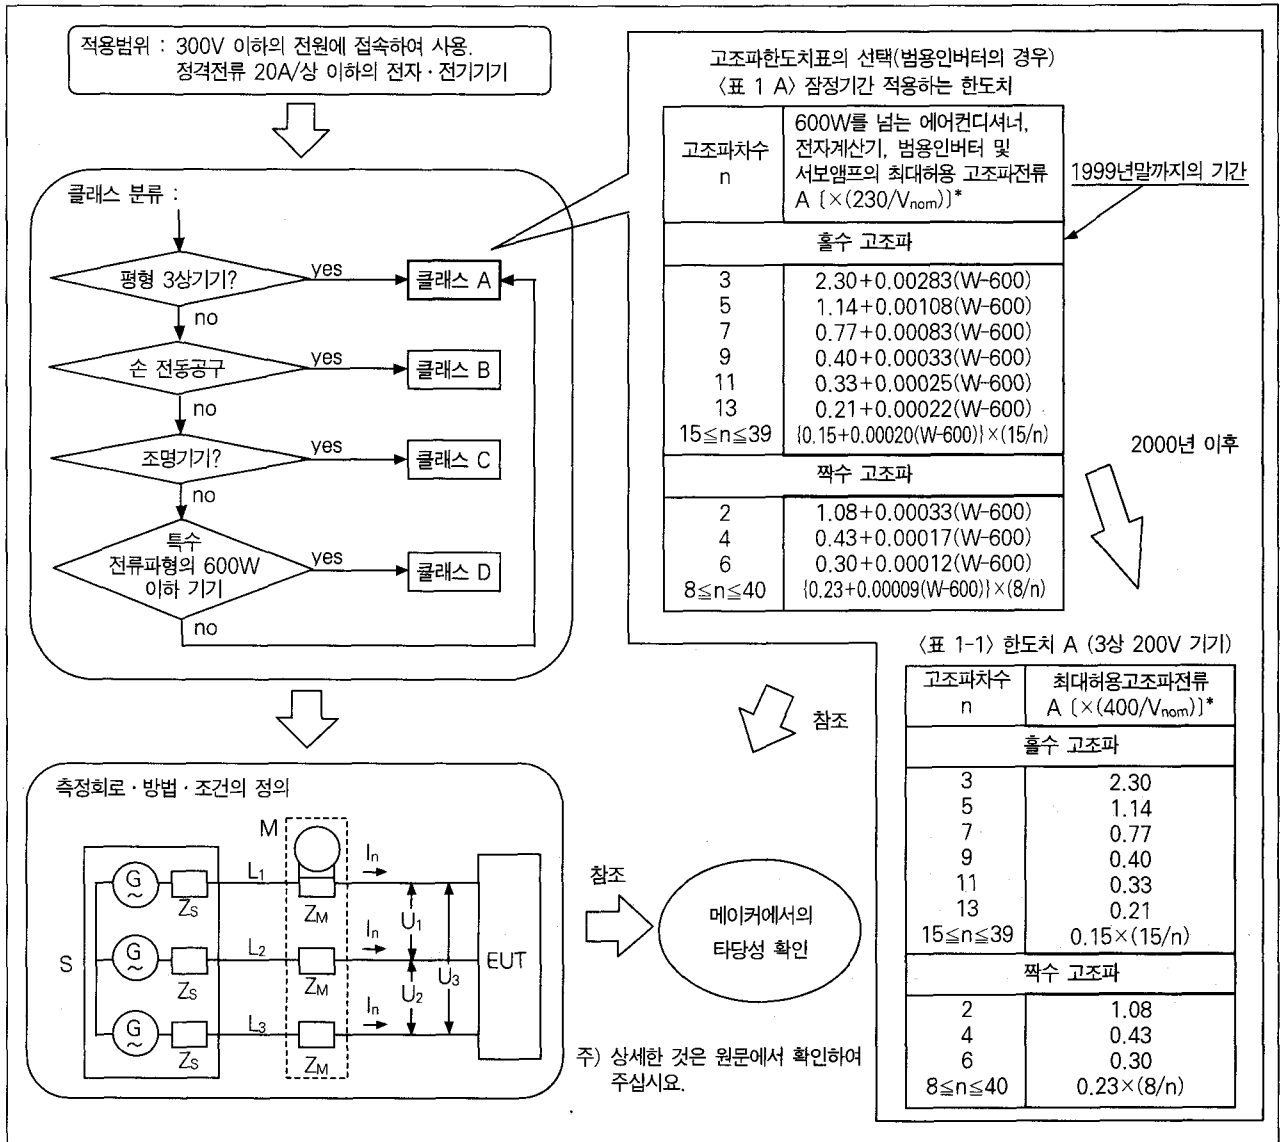 적용범위 : 300V 이하의 전원에 접속하여 사용.
정격전류 20A/상 이하의 전자·전기기기
클래스 분류 :
평형 3상기기?
yes
클래스 A
no
손 전동공구
yes
클래스 B
no
조명기기?
yes
클래스 C
no
특수
전류파형의 600W
이하 기기
yes
클래스 D
no
고조파한도치표의 선택(범용인버터의 경우)
〈표 1 A〉 잠정기간 적용하는 한도치
고조파차수
n
600W를 넘는 에어컨디셔너,
전자계산기, 범용인버터 및
서보앰프의 최대허용 고조파전류
A [×(230/Vnom)]*
1999년말까지의 기간
홀수 고조파
3 2.30+0.00283(W-600)
5 1.14+0.00108(W-600)
7 0.77+0.00083(W-600)
9 0.40+0.00033(W-600)
11 0.33+0.00025(W-600)
13 0.21+0.00022(W-600)
15≦n≦39 {0.15+0.00020(W-600)}×(15/n)
짝수 고조파
2 1.08+0.00033(W-600)
4 0.43+0.00017(W-600)
6 0.30+0.00012(W-600)
8≦n≦40 {0.23+0.00009(W-600)}×(8/n)
2000년 이후
〈표 1-1〉 한도치 A (3상 200V 기기)
고조파차수
n
최대허용고조파전류
A [×(400/Vnom)]*
홀수 고조파
3 2.30
5 1.14
7 0.77
9 0.40
11 0.33
13 0.21
15≦n≦39 0.15×(15/n)
짝수 고조파
2 1.08
4 0.43
6 0.30
8≦n≦40 0.23×(8/n)
참조
측정회로·방법·조건의 정의
M
S
G
~
Zs
L1
ZM
In
U1
G
~
Zs
L2
ZM
In
U2
U3
EUT
G
~
Zs
L3
ZM
In
참조
메이커에서의
타당성 확인
주) 상세한 것은 원문에서 확인하여
주십시요.